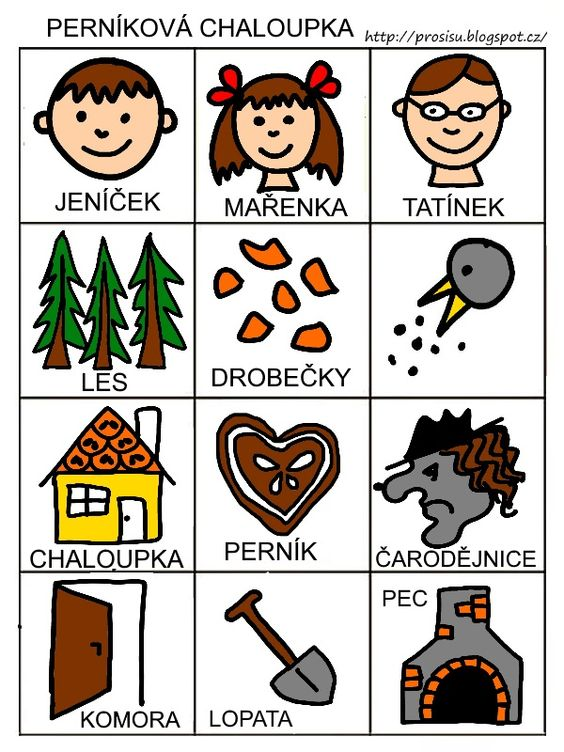 PERNÍKOVÁ CHALOUPKA http://prosisu.blogspot.cz/
JENÍČEK
MAŘENKA
TATÍNEK
LES
DROBEČKY
CHALOUPKA
PERNÍK
ČARODĚJNICE
KOMORA
LOPATA
PEC